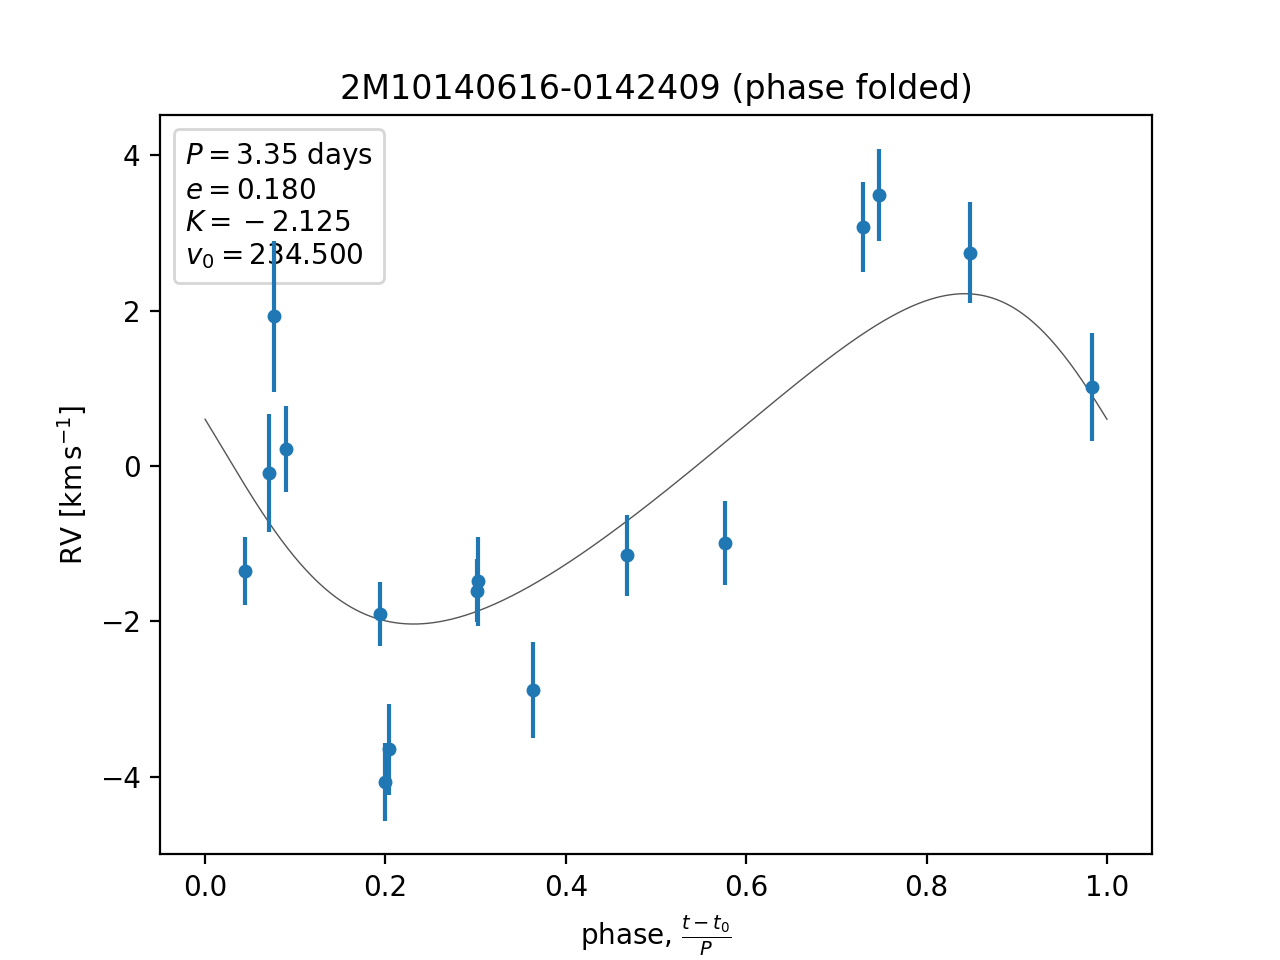 2M10140616-0142409 (phase folded)
P = 3.35 days
e = 0.180
K = −2.125
v₀ = 234.500
4
2
0
−2
−4
RV [km s⁻¹]
0.0 0.2 0.4 0.6 0.8 1.0
phase, (t − t₀)/P